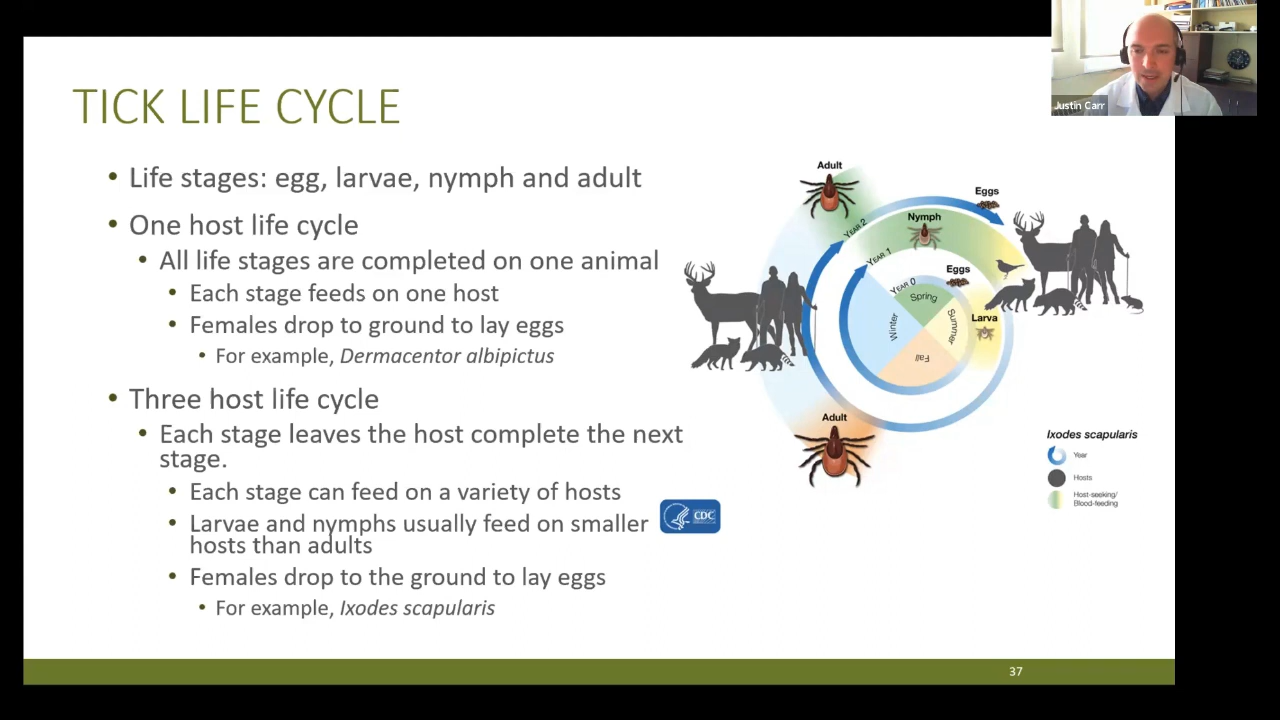 TICK LIFE CYCLE
Justin Carr
• Life stages: egg, larvae, nymph and adult
• One host life cycle
• All life stages are completed on one animal
• Each stage feeds on one host
• Females drop to ground to lay eggs
• For example, Dermacentor albipictus
• Three host life cycle
• Each stage leaves the host complete the next
stage.
• Each stage can feed on a variety of hosts
• Larvae and nymphs usually feed on smaller
hosts than adults
• Females drop to the ground to lay eggs
• For example, Ixodes scapularis
CDC
Adult
Eggs
Nymph
YEAR 2
YEAR 1
YEAR 0
Eggs
Spring
Winter
Summer
Fall
Larva
Adult
Ixodes scapularis
Year
Hosts
Host-seeking/
Blood-feeding
37